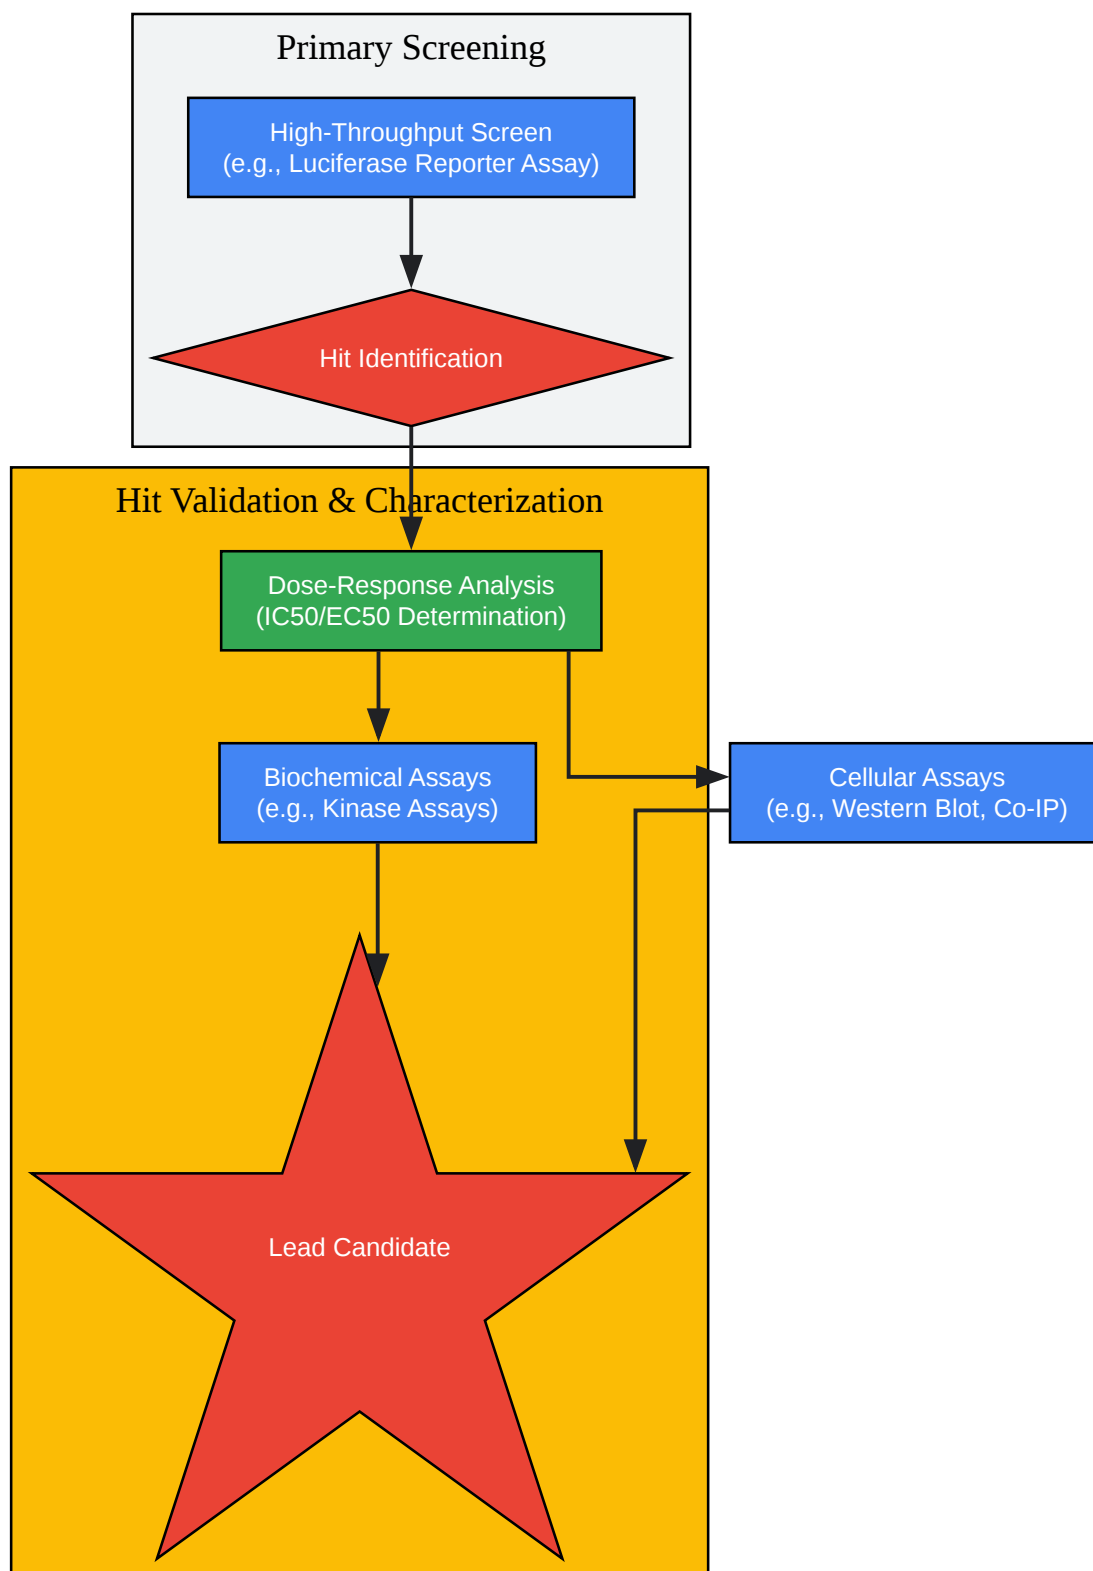 Primary Screening
High-Throughput Screen
(e.g., Luciferase Reporter Assay)
Hit Identification
Hit Validation & Characterization
Dose-Response Analysis
(IC50/EC50 Determination)
Biochemical Assays
(e.g., Kinase Assays)
Cellular Assays
(e.g., Western Blot, Co-IP)
Lead Candidate